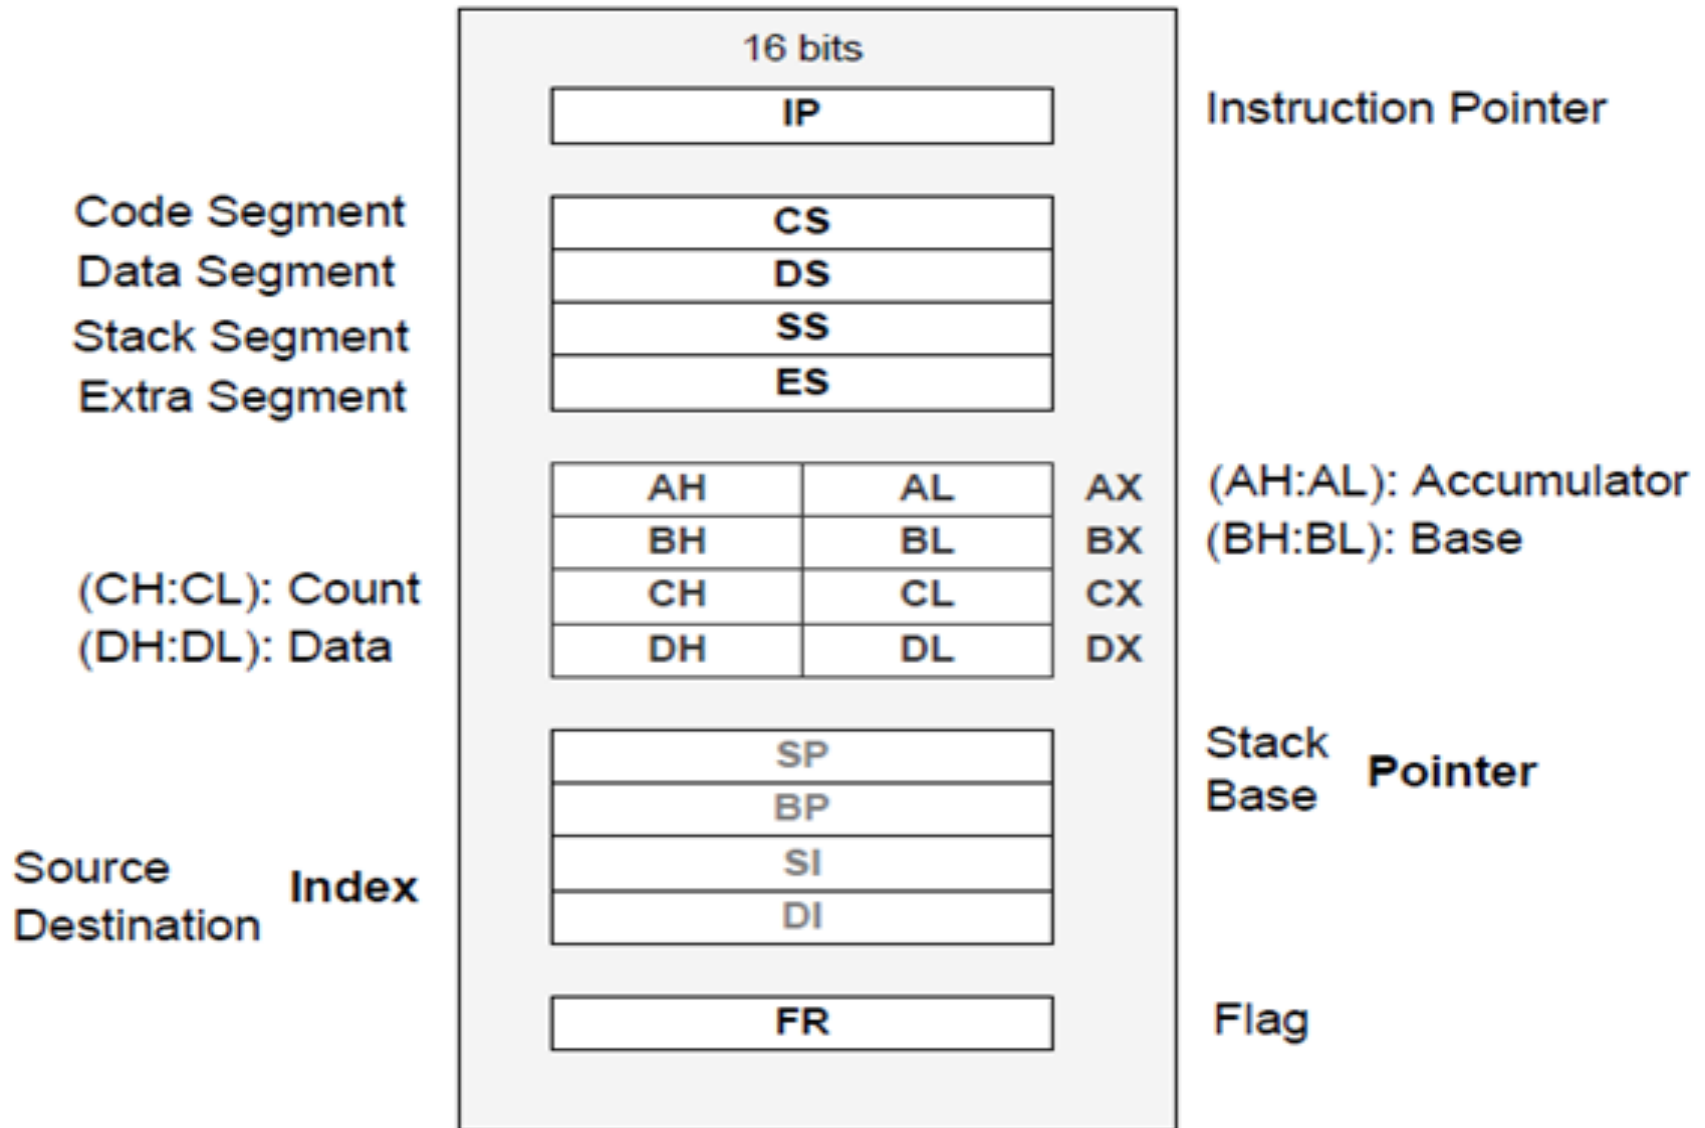 16 bits
IP
Instruction Pointer
Code Segment
CS
Data Segment
DS
Stack Segment
SS
Extra Segment
ES
AH AL AX (AH:AL): Accumulator
BH BL BX (BH:BL): Base
(CH:CL): Count CH CL CX
(DH:DL): Data DH DL DX
SP
BP
Stack
Base
Pointer
SI
DI
Source
Destination
Index
FR
Flag